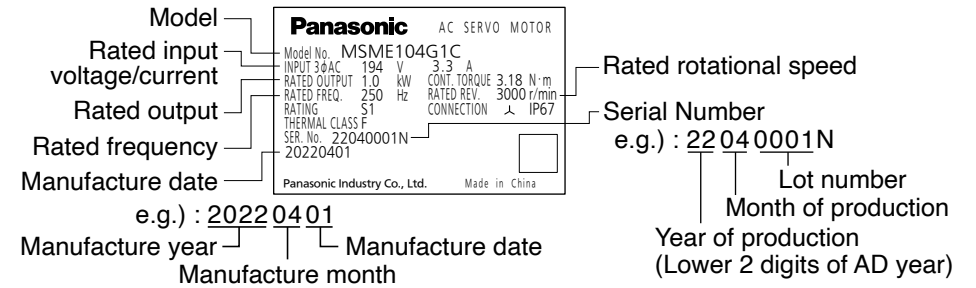 Model
Rated input
voltage/current
Rated output
Rated frequency
Manufacture date
Panasonic AC SERVO MOTOR
Model No. MSME104G1C
INPUT 3φAC 194 V 3.3 A
RATED OUTPUT 1.0 kW CONT. TORQUE 3.18 N·m
RATED FREQ. 250 Hz RATED REV. 3000 r/min
RATING S1 CONNECTION 人 IP67
THERMAL CLASS F
SER. No. 22040001N
20220401
Panasonic Industry Co., Ltd. Made in China
Rated rotational speed
Serial Number
e.g.) : 22 04 0001N
Lot number
Month of production
Year of production
(Lower 2 digits of AD year)
e.g.) : 2022 04 01
Manufacture year
Manufacture date
Manufacture month